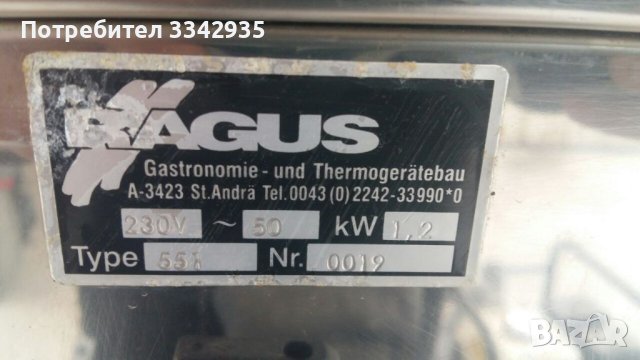 Потребител 3342935
RAGUS
Gastronomie - und Thermogerätebau
A-3423 St.Andrä Tel.0043(0)2242-33990*0
230V ~ 50 kW 1,2
Type Nr. 0019
BAZAR